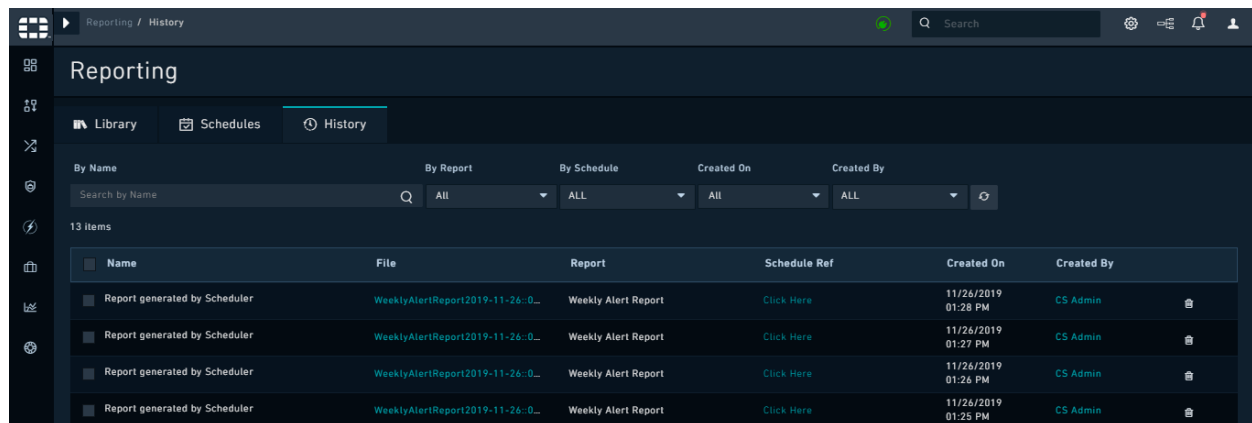 Reporting / History
Search
Reporting
Library Schedules History
By Name By Report By Schedule Created On Created By
Search by Name All ALL All ALL
13 items
Name File Report Schedule Ref Created On Created By
Report generated by Scheduler WeeklyAlertReport2019-11-26::0… Weekly Alert Report Click Here 11/26/2019 CS Admin
01:28 PM
Report generated by Scheduler WeeklyAlertReport2019-11-26::0… Weekly Alert Report Click Here 11/26/2019 CS Admin
01:27 PM
Report generated by Scheduler WeeklyAlertReport2019-11-26::0… Weekly Alert Report Click Here 11/26/2019 CS Admin
01:26 PM
Report generated by Scheduler WeeklyAlertReport2019-11-26::0… Weekly Alert Report Click Here 11/26/2019 CS Admin
01:25 PM